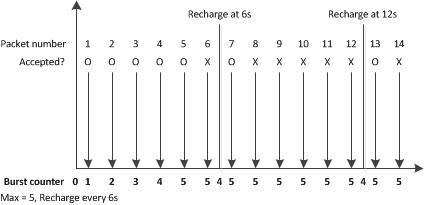 Recharge at 6s Recharge at 12s
Packet number 1 2 3 4 5 6 7 8 9 10 11 12 13 14
Accepted? O O O O O X O X X X X X O X
Burst counter 0 1 2 3 4 5 5 4 5 5 5 5 5 5 4 5 5
Max = 5, Recharge every 6s